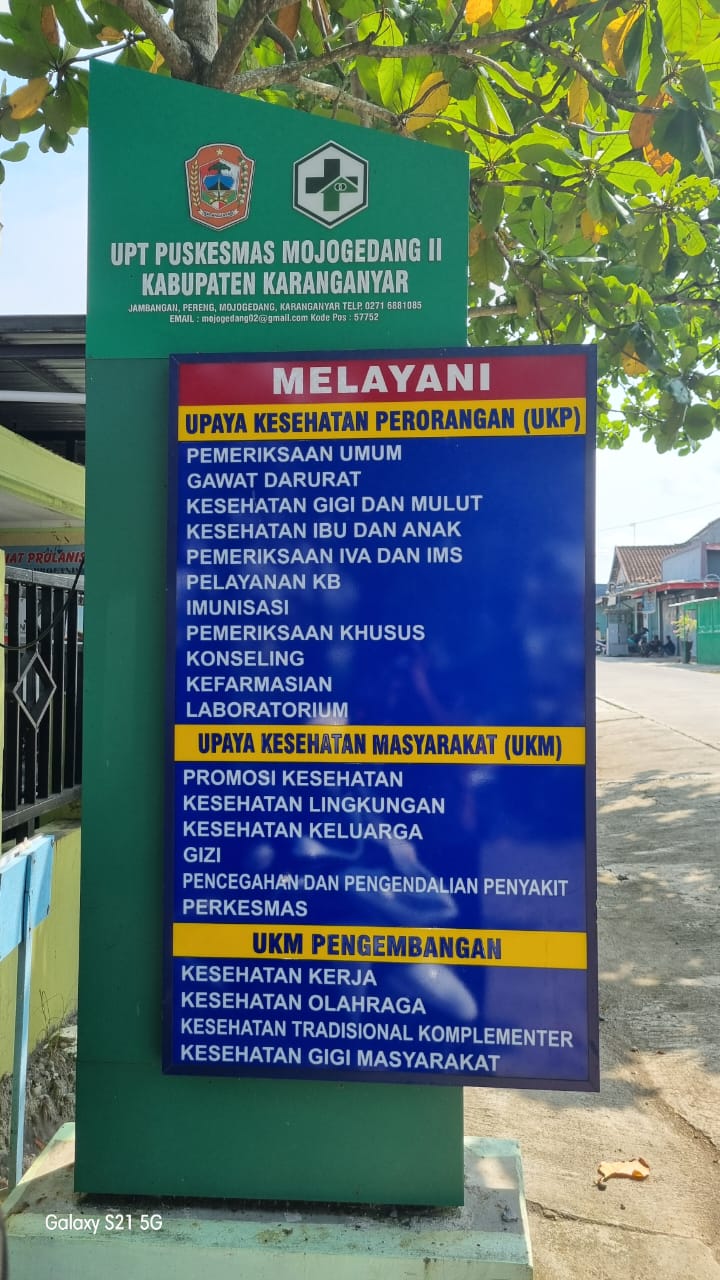 UPT PUSKESMAS MOJOGEDANG II
KABUPATEN KARANGANYAR
JAMBANGAN, PERENG, MOJOGEDANG, KARANGANYAR TELP. 0271 6881085
EMAIL : mojogedang02@gmail.com Kode Pos : 57752
MELAYANI
UPAYA KESEHATAN PERORANGAN (UKP)
PEMERIKSAAN UMUM
GAWAT DARURAT
KESEHATAN GIGI DAN MULUT
KESEHATAN IBU DAN ANAK
PEMERIKSAAN IVA DAN IMS
PELAYANAN KB
IMUNISASI
PEMERIKSAAN KHUSUS
KONSELING
KEFARMASIAN
LABORATORIUM
UPAYA KESEHATAN MASYARAKAT (UKM)
PROMOSI KESEHATAN
KESEHATAN LINGKUNGAN
KESEHATAN KELUARGA
GIZI
PENCEGAHAN DAN PENGENDALIAN PENYAKIT
PERKESMAS
UKM PENGEMBANGAN
KESEHATAN KERJA
KESEHATAN OLAHRAGA
KESEHATAN TRADISIONAL KOMPLEMENTER
KESEHATAN GIGI MASYARAKAT
PROLANIS
Galaxy S21 5G